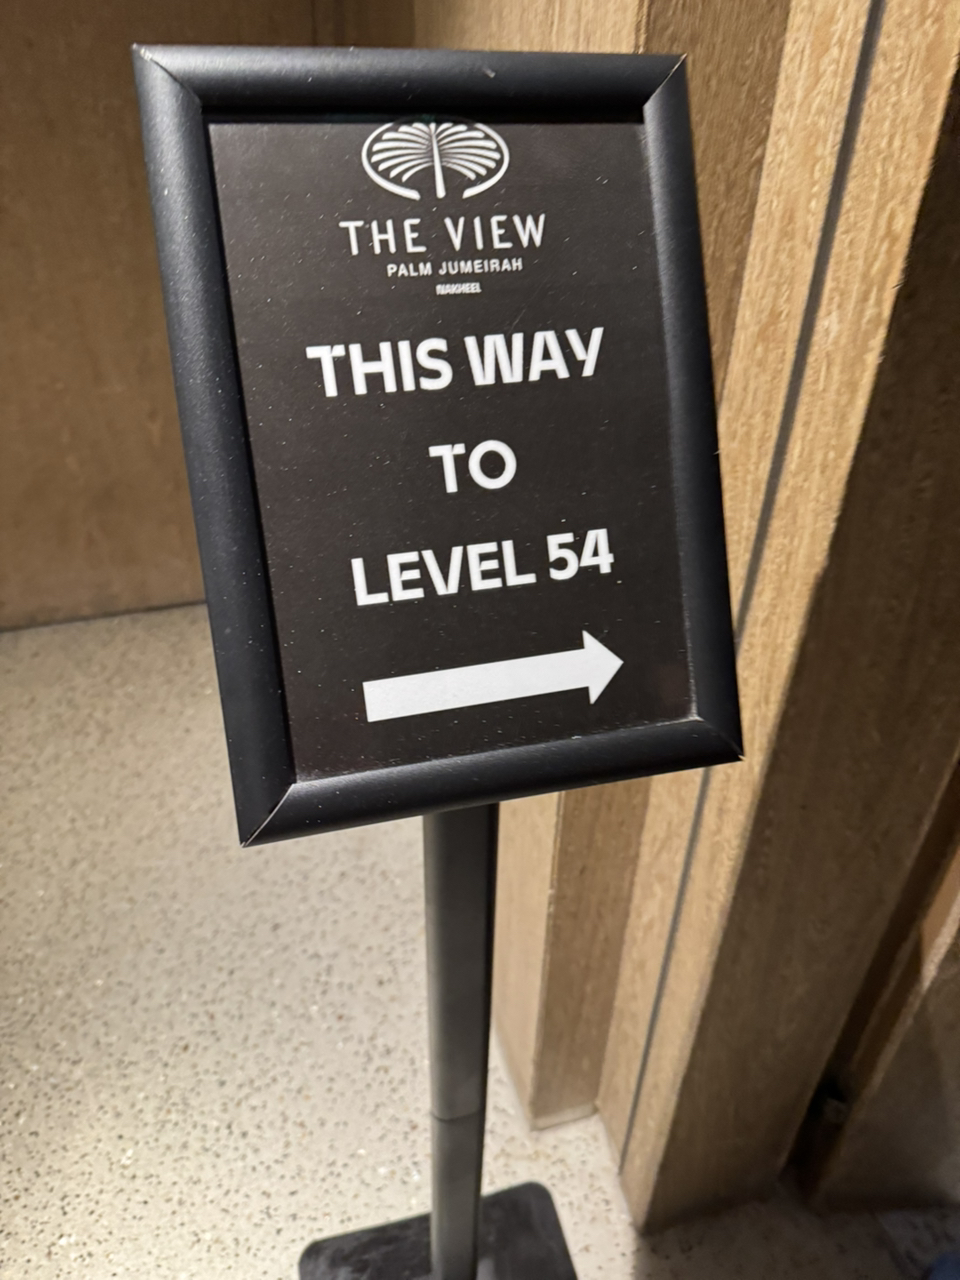 THE VIEW
PALM JUMEIRAH
NAKHEEL
THIS WAY
TO
LEVEL 54